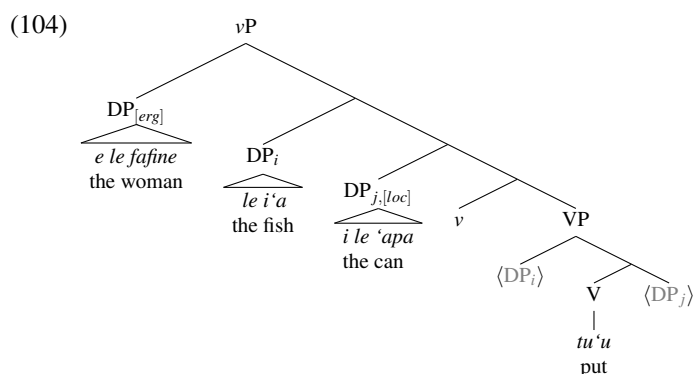 (104)
vP
DP[erg]
e le fafine
the woman
DPi
le i‘a
the fish
DPj,[loc]
i le ‘apa
the can
v
VP
⟨DPi⟩
V
⟨DPj⟩
tu‘u
put